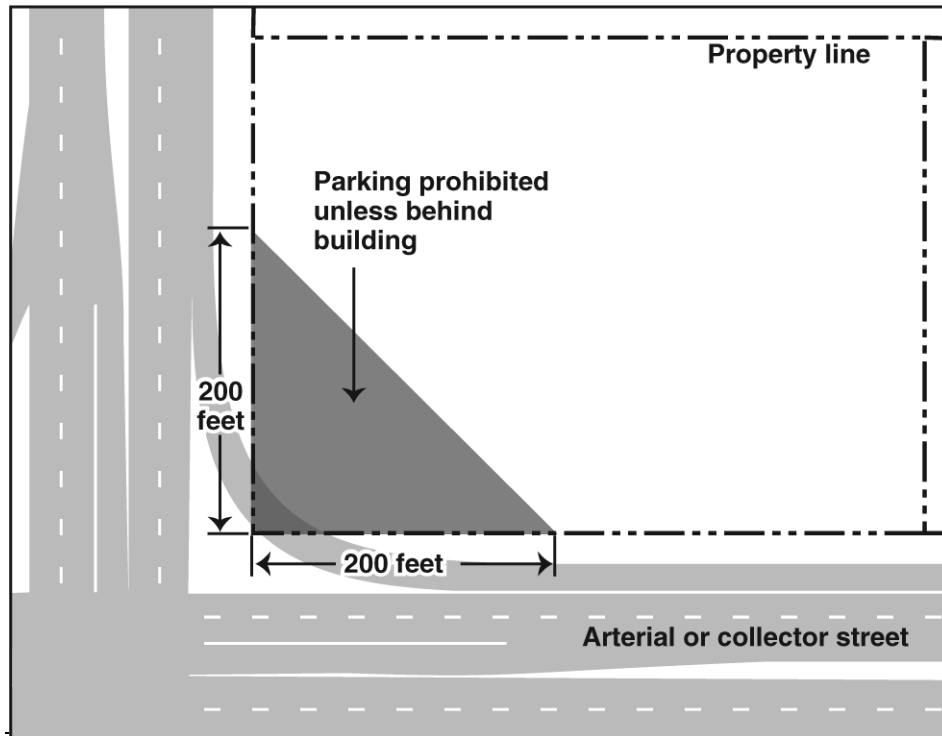 Property line
Parking prohibited
unless behind
building
200
feet
200 feet
Arterial or collector street